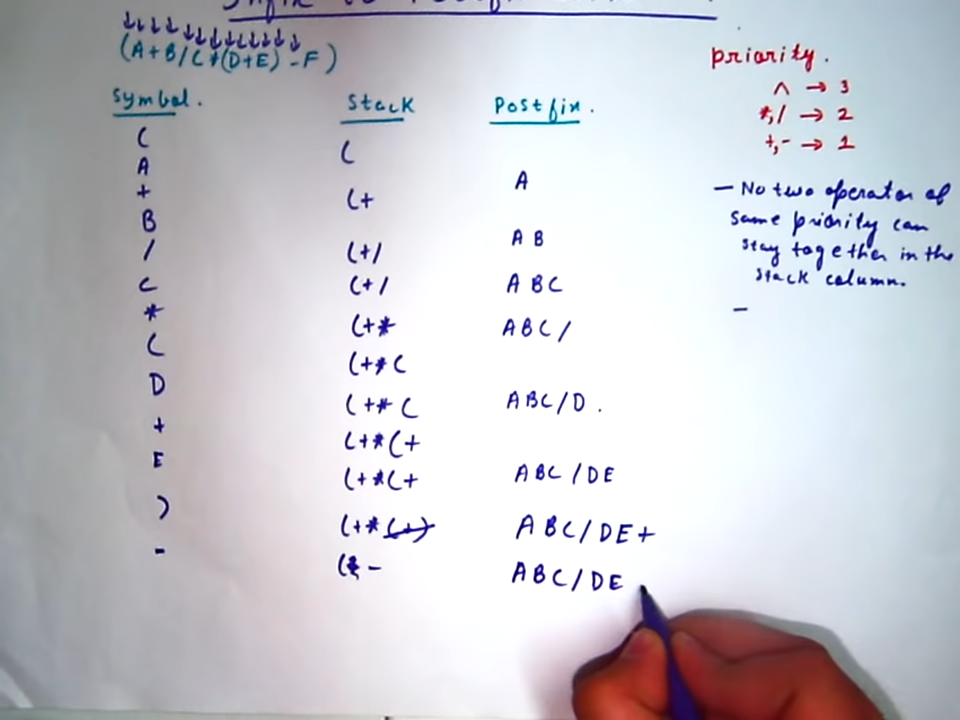 (A+B/C*(D+E)-F)
Symbol. Stack Postfix.
( (
A A
+ (+
B A B
/ (+/
C (+/ A B C
* (+* A B C /
( (+*(
D (+*( A B C / D .
+ (+*(+
E (+*(+ A B C / D E
) (+*(+) A B C / D E +
- ( - A B C / D E
Priority.
^ → 3
*,/ → 2
+,- → 1
- No two operator of
same priority can
stay together in the
stack column.
-